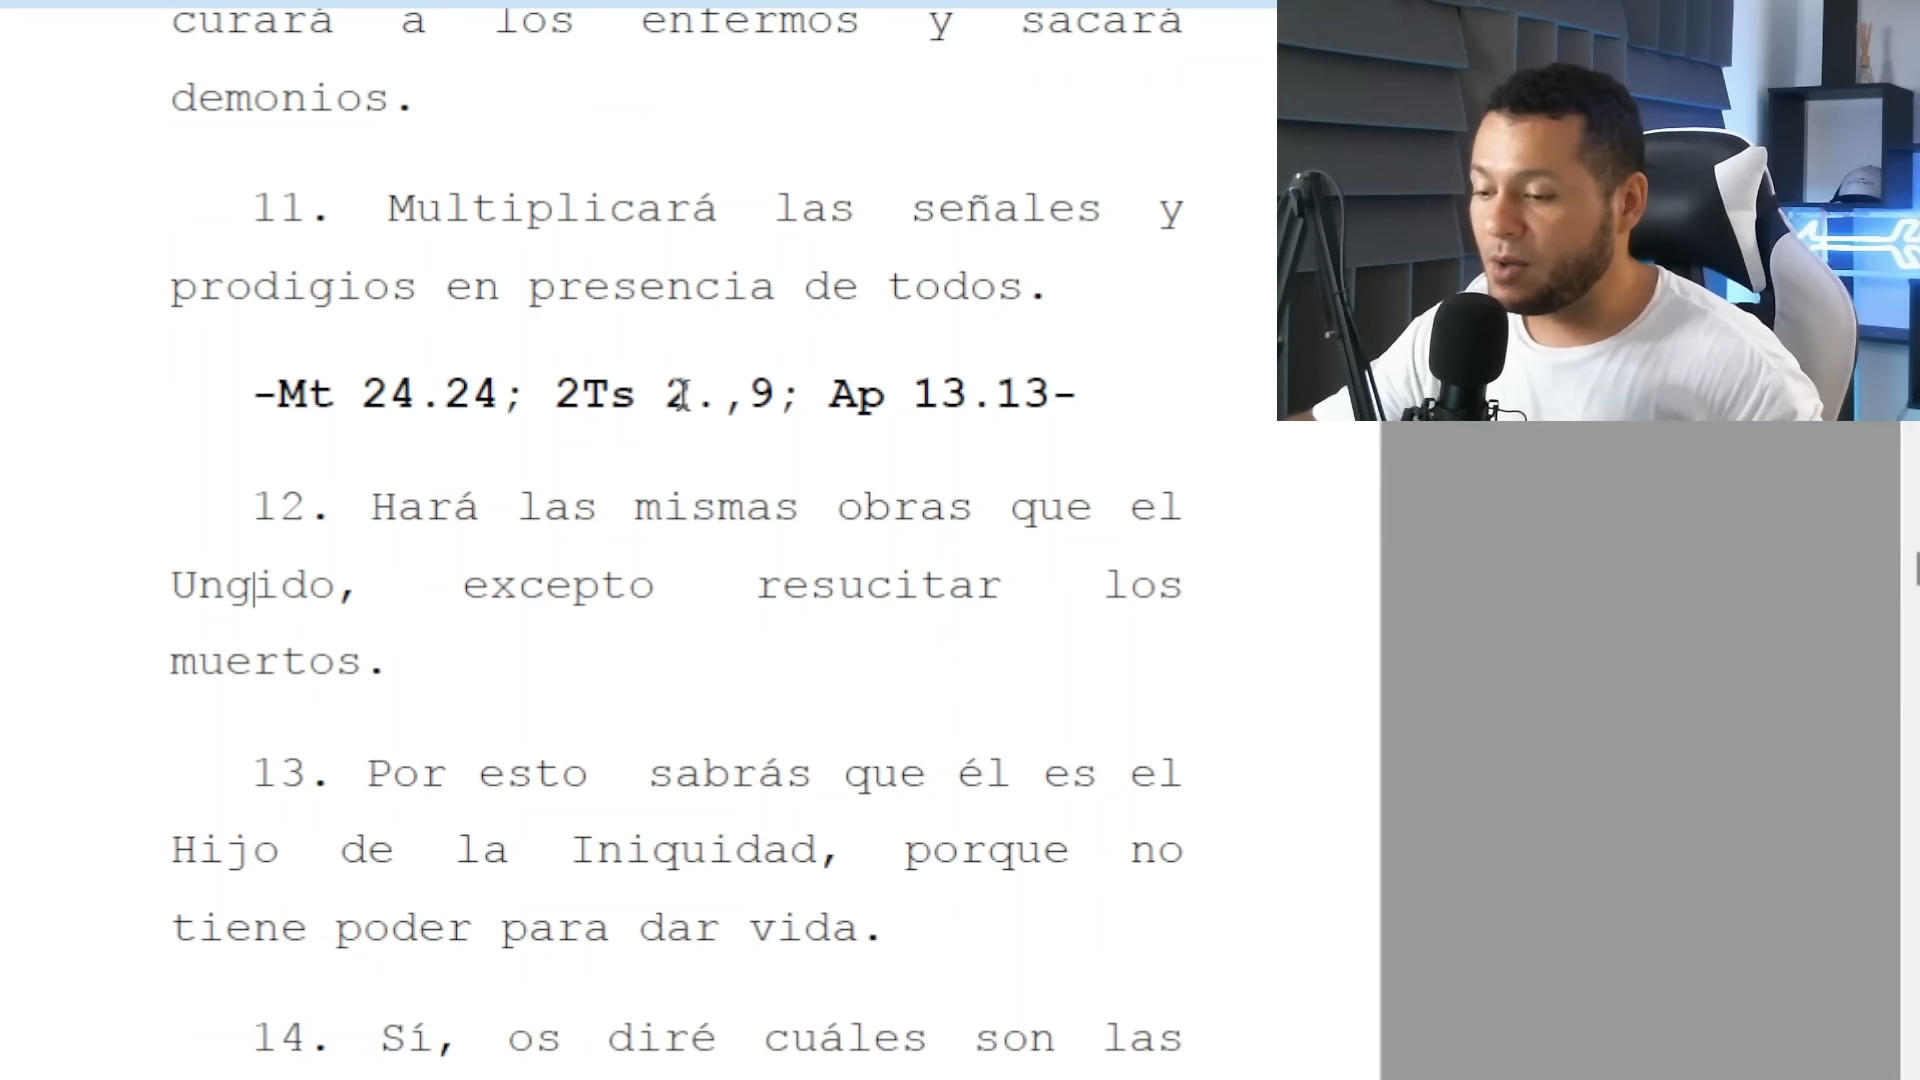 curará a los enfermos y sacará
demonios.
11. Multiplicará las señales y
prodigios en presencia de todos.
-Mt 24.24; 2Ts 2.,9; Ap 13.13-
12. Hará las mismas obras que el
Ungido, excepto resucitar los
muertos.
13. Por esto sabrás que él es el
Hijo de la Iniquidad, porque no
tiene poder para dar vida.
14. Sí, os diré cuáles son las